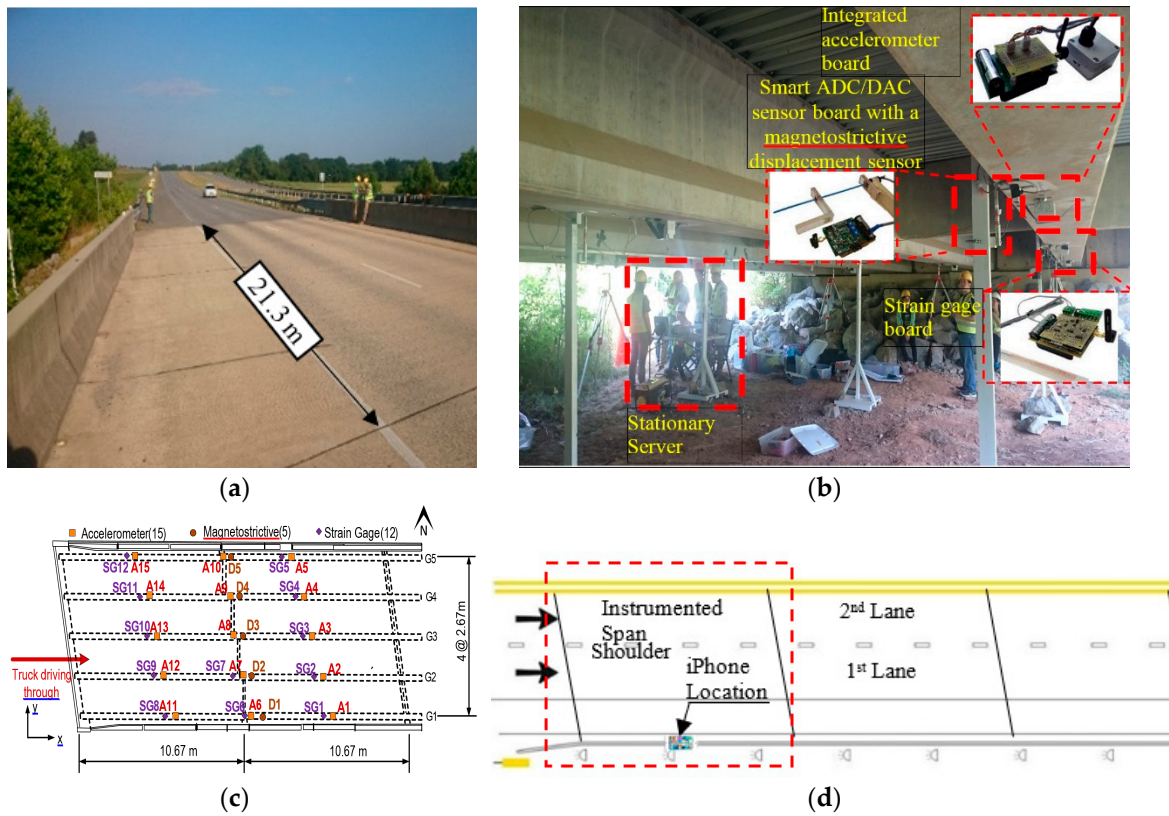 21.3 m
(a)
Integrated
accelerometer
board
Smart ADC/DAC
sensor board with a
magnetostrictive
displacement sensor
Strain gage
board
Stationary
Server
(b)
Accelerometer(15) Magnetostrictive(5) Strain Gage(12)
N
SG12 A15 A10 D5 SG5 A5 G5
SG11 A14 A9 D4 SG4 A4 G4
SG10 A13 A8 D3 SG3 A3 G3
SG9 A12 SG7 A7 D2 SG2 A2 G2
SG8 A11 SG6 A6 D1 SG1 A1 G1
4 @ 2.67m
Truck driving
through
y
x
10.67 m 10.67 m
(c)
Instrumented
Span
Shoulder
2nd Lane
1st Lane
iPhone
Location
(d)